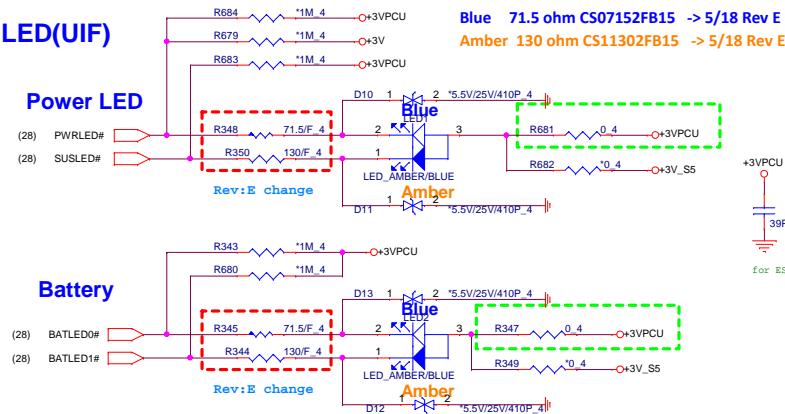 LED(UIF)
Blue 71.5 ohm CS07152FB15 -> 5/18 Rev E
Amber 130 ohm CS11302FB15 -> 5/18 Rev E
R684 *1M_4 +3VPCU
R679 *1M_4 +3V
R683 *1M_4 +3VPCU
Power LED
D10 1 2 *5.5V/25V/410P_4
Blue
LED1
(28) PWRLED# R348 71.5/F_4 2 3 R681 0_4 +3VPCU
(28) SUSLED# R350 130/F_4 1
LED_AMBER/BLUE
R682 *0_4 +3V_S5
Rev:E change
Amber
D11 1 2 *5.5V/25V/410P_4
+3VPCU
39P
for ES
R343 *1M_4 +3VPCU
R680 *1M_4
Battery
D13 1 2 *5.5V/25V/410P_4
Blue
LED2
(28) BATLED0# R345 71.5/F_4 2 3 R347 0_4 +3VPCU
(28) BATLED1# R344 130/F_4 1
LED_AMBER/BLUE
R349 *0_4 +3V_S5
Rev:E change
Amber
D12 1 2 *5.5V/25V/410P_4